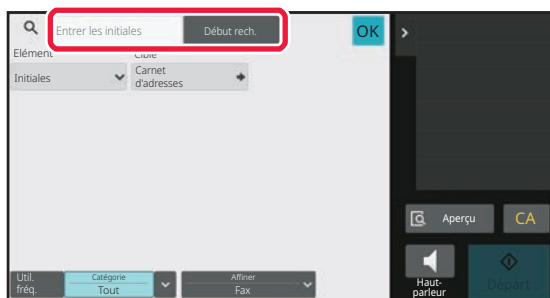 Entrer les initiales Début rech. OK
Elément Cible
Initiales Carnet
d'adresses
Aperçu CA
Util.
fréq. Catégorie
Tout Affiner
Fax Haut-
parleur Départ